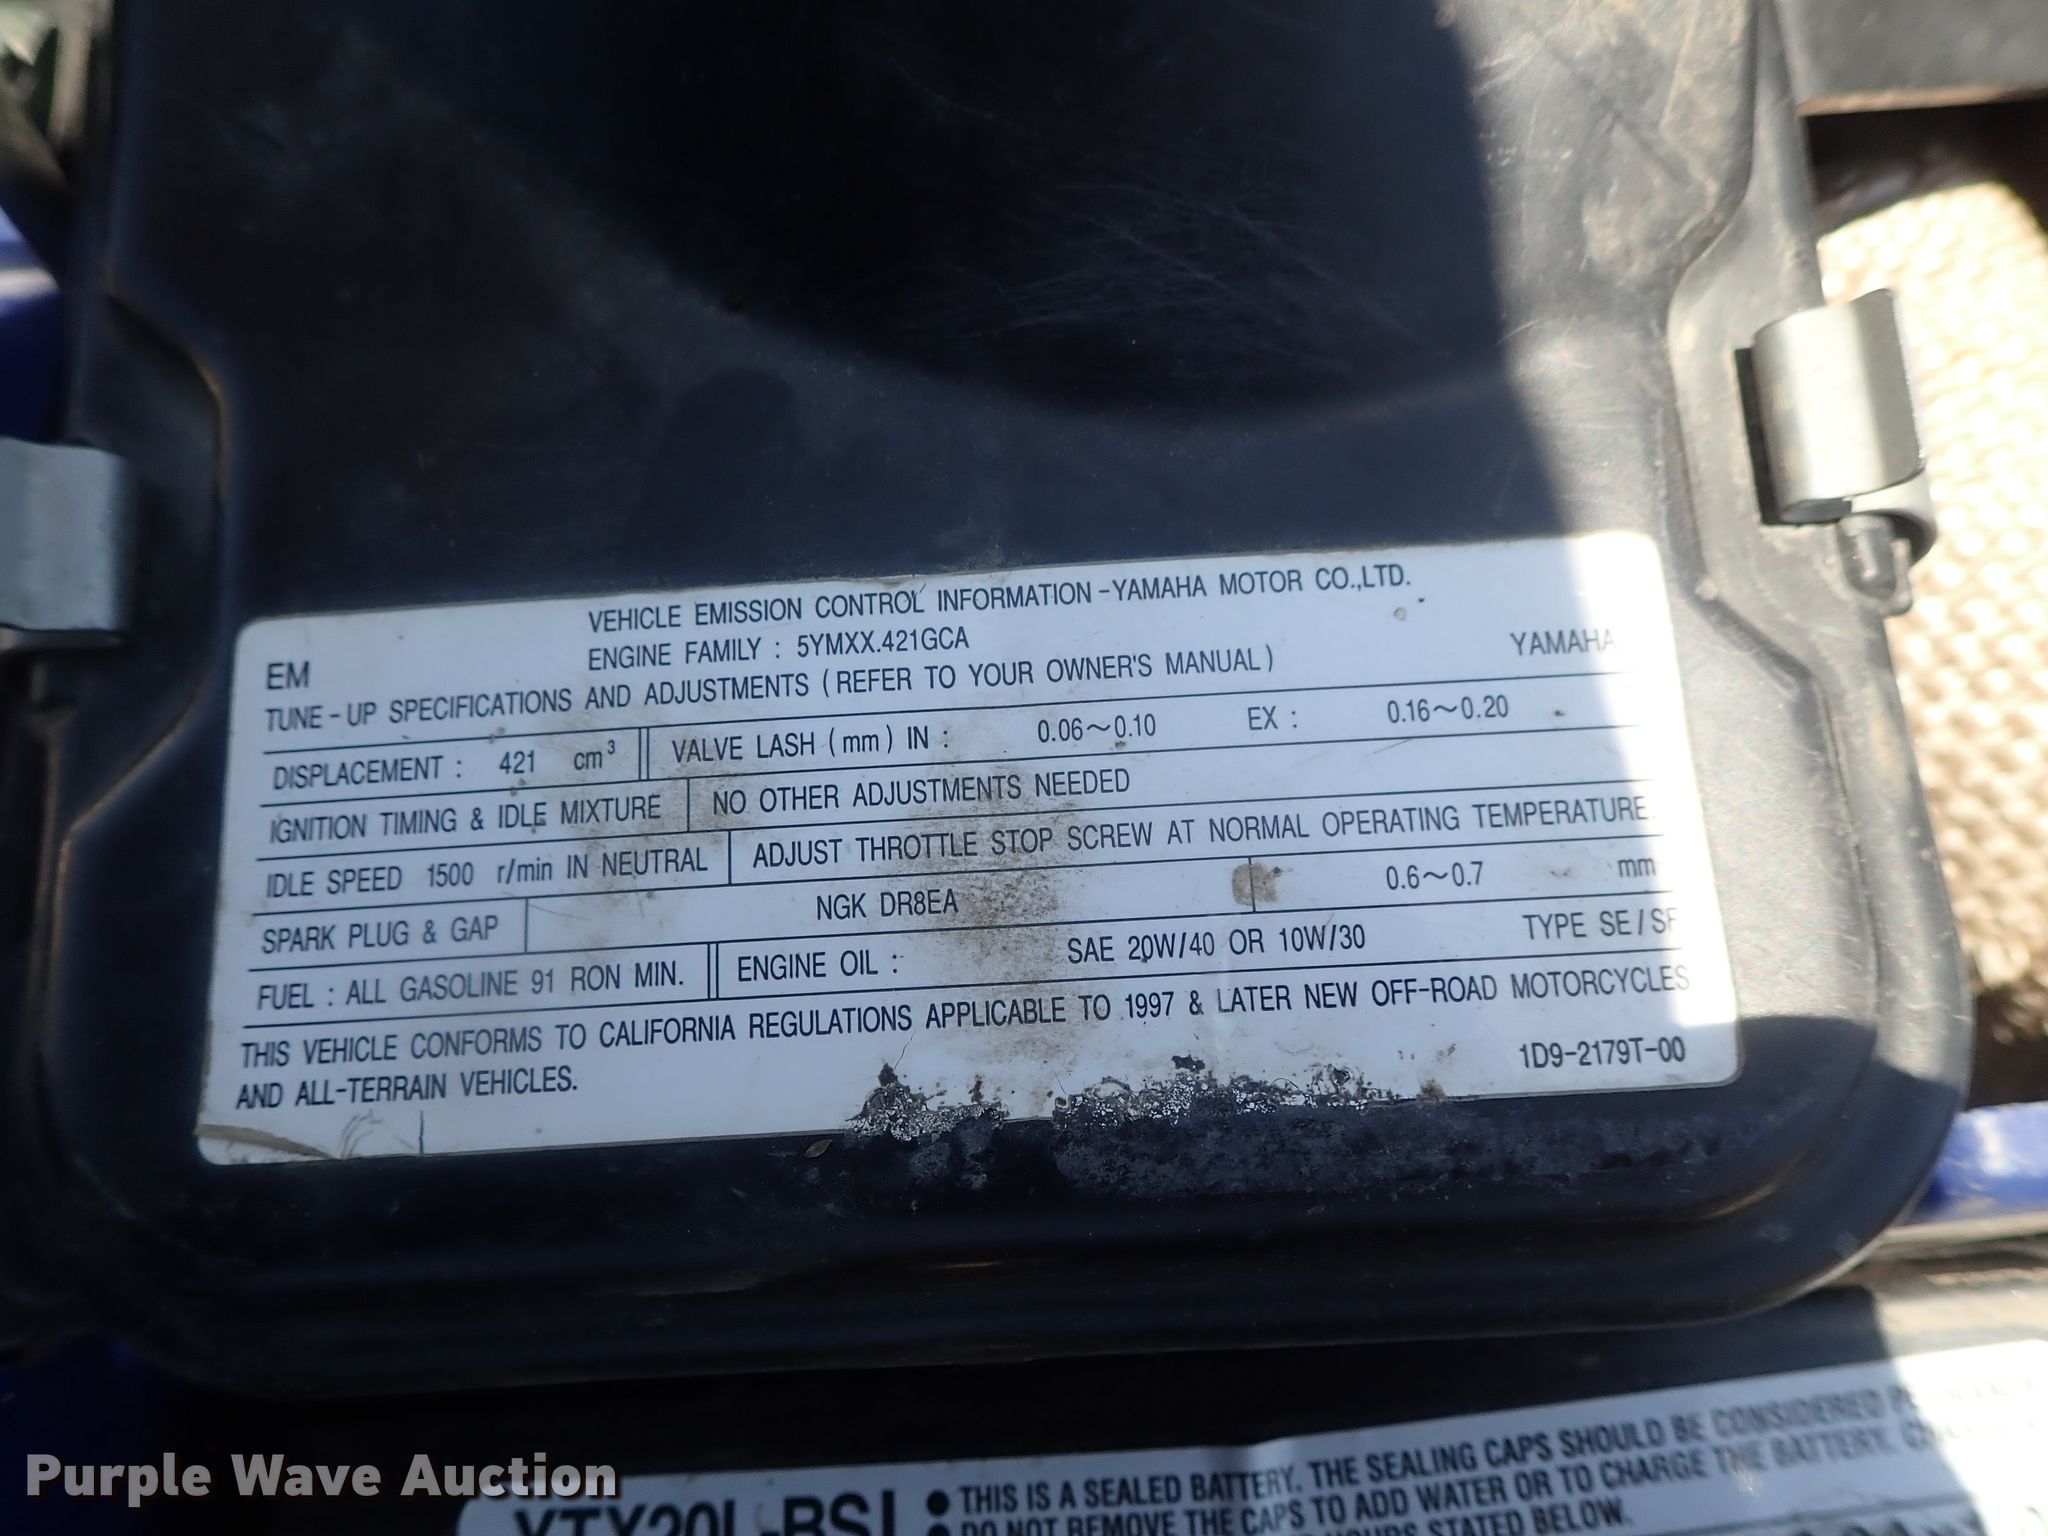 VEHICLE EMISSION CONTROL INFORMATION-YAMAHA MOTOR CO.,LTD.
ENGINE FAMILY : 5YMXX.421GCA
EM
YAMAHA
TUNE-UP SPECIFICATIONS AND ADJUSTMENTS (REFER TO YOUR OWNER'S MANUAL)
DISPLACEMENT : 421 cm³ VALVE LASH (mm) IN : 0.06~0.10 EX : 0.16~0.20
IGNITION TIMING & IDLE MIXTURE NO OTHER ADJUSTMENTS NEEDED
IDLE SPEED 1500 r/min IN NEUTRAL ADJUST THROTTLE STOP SCREW AT NORMAL OPERATING TEMPERATURE.
SPARK PLUG & GAP NGK DR8EA 0.6~0.7 mm
FUEL : ALL GASOLINE 91 RON MIN. ENGINE OIL : SAE 20W/40 OR 10W/30 TYPE SE/SF
THIS VEHICLE CONFORMS TO CALIFORNIA REGULATIONS APPLICABLE TO 1997 & LATER NEW OFF-ROAD MOTORCYCLES
AND ALL-TERRAIN VEHICLES.
1D9-2179T-00
YTX20L-BS
● THIS IS A SEALED BATTERY. THE SEALING CAPS SHOULD BE CONSIDERED
● DO NOT REMOVE THE CAPS TO ADD WATER OR TO CHARGE THE BATTERY.
HOURS STATED BELOW.
Purple Wave Auction